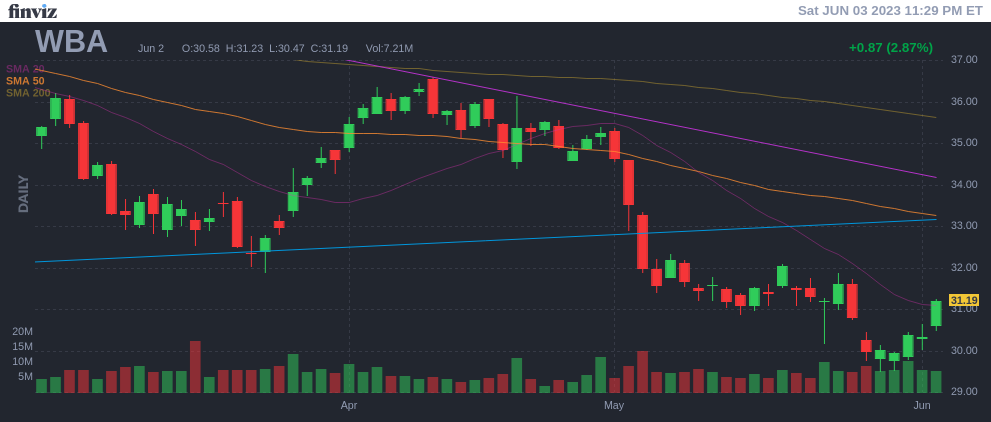 finviz
Sat JUN 03 2023 11:29 PM ET
WBA
Jun 2 O:30.58 H:31.23 L:30.47 C:31.19 Vol:7.21M
+0.87 (2.87%)
SMA 20
SMA 50
SMA 200
DAILY
37.00
36.00
35.00
34.00
33.00
32.00
31.19
31.00
30.00
29.00
20M
15M
10M
5M
Apr May Jun